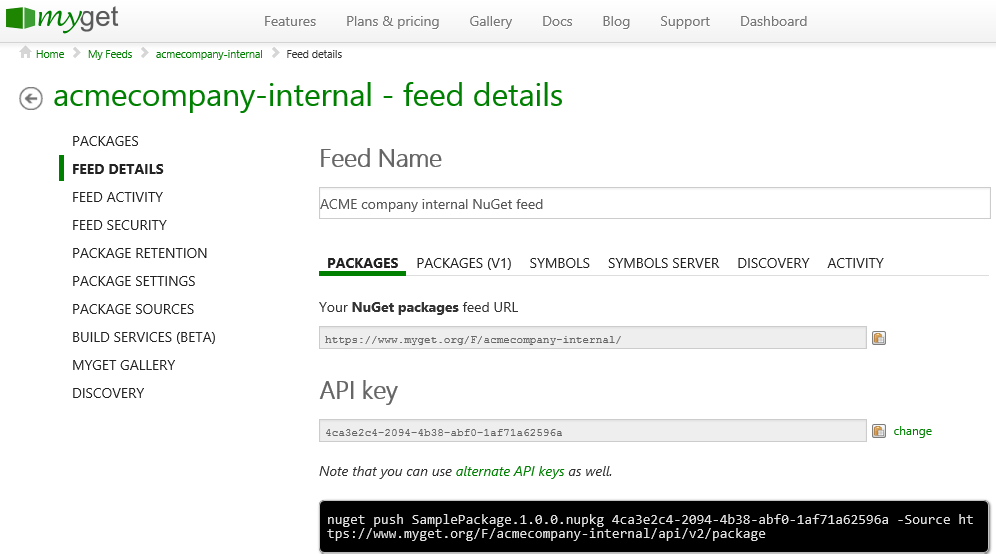 myget
Features Plans & pricing Gallery Docs Blog Support Dashboard
Home My Feeds acmecompany-internal Feed details
acmecompany-internal - feed details
PACKAGES
FEED DETAILS
FEED ACTIVITY
FEED SECURITY
PACKAGE RETENTION
PACKAGE SETTINGS
PACKAGE SOURCES
BUILD SERVICES (BETA)
MYGET GALLERY
DISCOVERY
Feed Name
ACME company internal NuGet feed
PACKAGES PACKAGES (V1) SYMBOLS SYMBOLS SERVER DISCOVERY ACTIVITY
Your NuGet packages feed URL
https://www.myget.org/F/acmecompany-internal/
API key
4ca3e2c4-2094-4b38-abf0-1af71a62596a change
Note that you can use alternate API keys as well.
nuget push SamplePackage.1.0.0.nupkg 4ca3e2c4-2094-4b38-abf0-1af71a62596a -Source ht
tps://www.myget.org/F/acmecompany-internal/api/v2/package